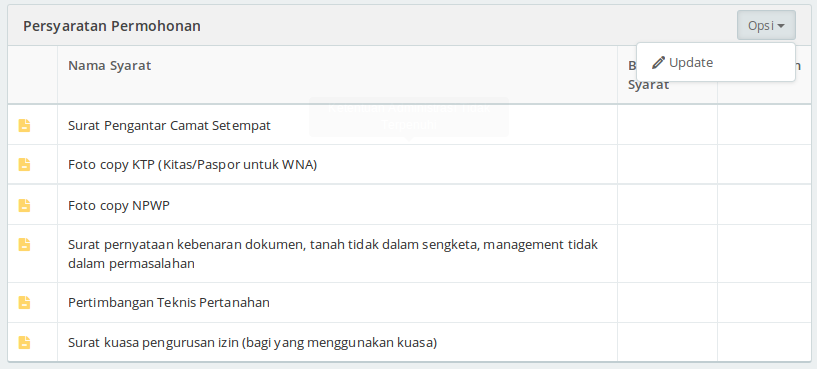 Persyaratan Permohonan
Opsi
Update
Nama Syarat
Syarat
Surat Pengantar Camat Setempat
Foto copy KTP (Kitas/Paspor untuk WNA)
Foto copy NPWP
Surat pernyataan kebenaran dokumen, tanah tidak dalam sengketa, management tidak
dalam permasalahan
Pertimbangan Teknis Pertanahan
Surat kuasa pengurusan izin (bagi yang menggunakan kuasa)